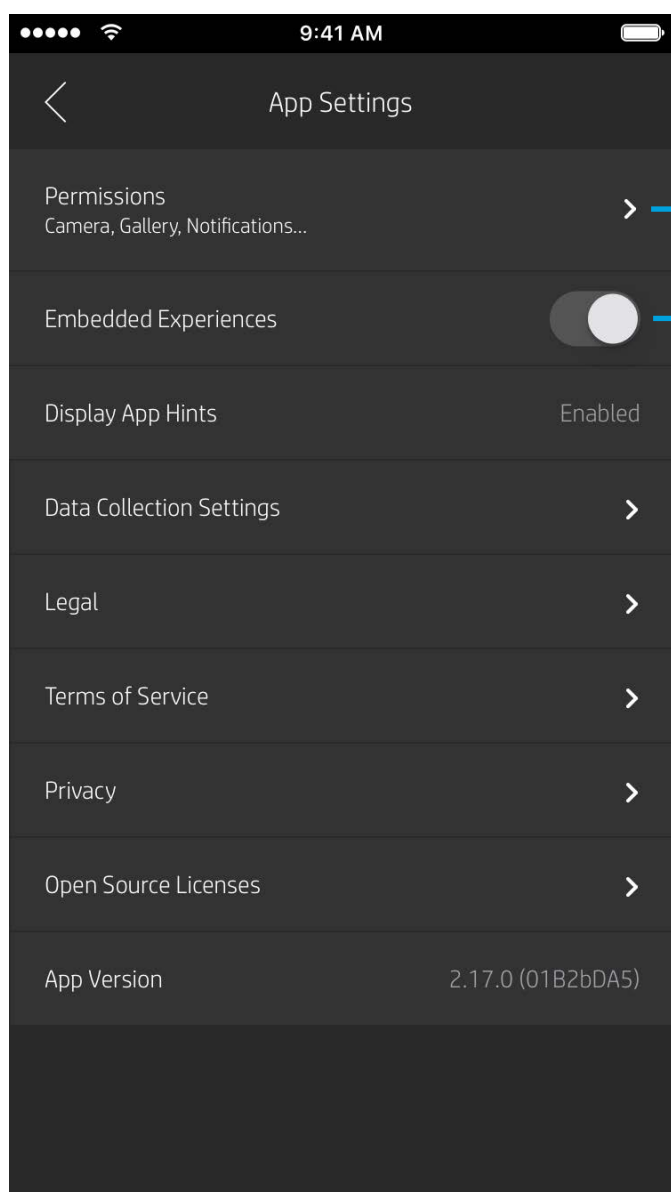 9:41 AM
App Settings
Permissions
Camera, Gallery, Notifications...
Embedded Experiences
Display App Hints Enabled
Data Collection Settings
Legal
Terms of Service
Privacy
Open Source Licenses
App Version 2.17.0 (01B2bDA5)